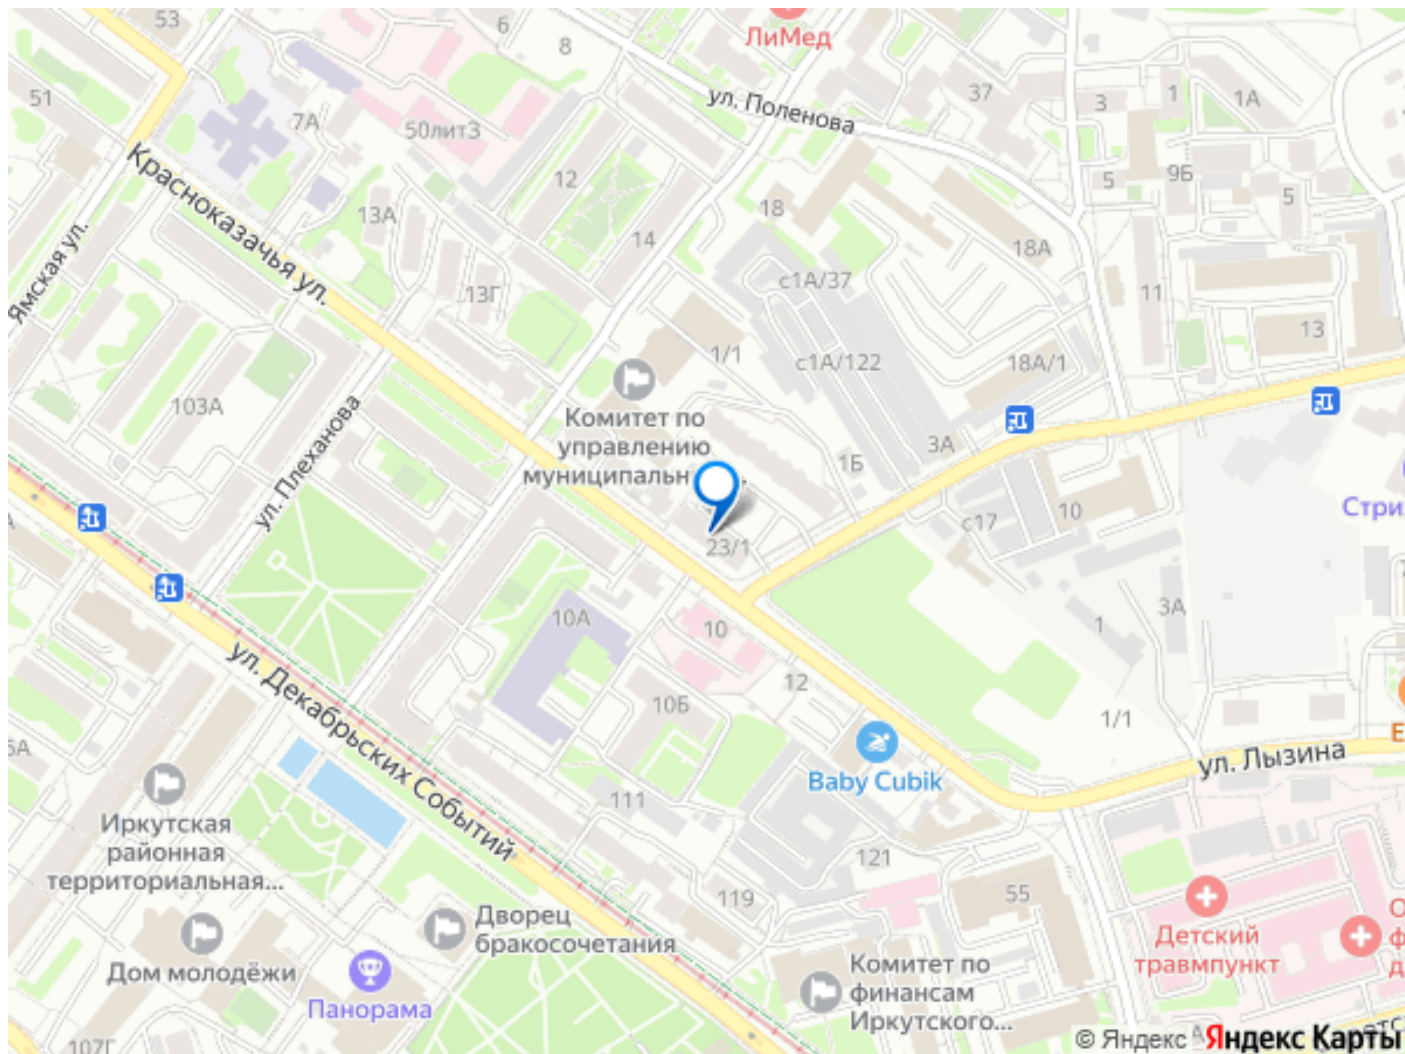 53
6
8
ЛиМед
51
7А
50лит3
ул. Поленова
37
3
1
1А
Красноказачья ул.
12
13А
14
18
18А
5
9Б
5
Ямская ул.
13Г
с1А/37
11
13
1/1
с1А/122
18А/1
103А
Комитет по
управлению
муниципальн
ул. Плеханова
1Б
3А
23/1
с17
10
Стри
10А
10
1
3А
ул. Декабрьских Событий
10Б
12
1/1
Baby Cubik
ул. Лызина
Иркутская
районная
территориальная...
111
121
119
55
Дворец
бракосочетания
Дом молодёжи
Панорама
Детский
травмпункт
Комитет по
финансам
Иркутского...
107Г
© Яндекс Яндекс Карты